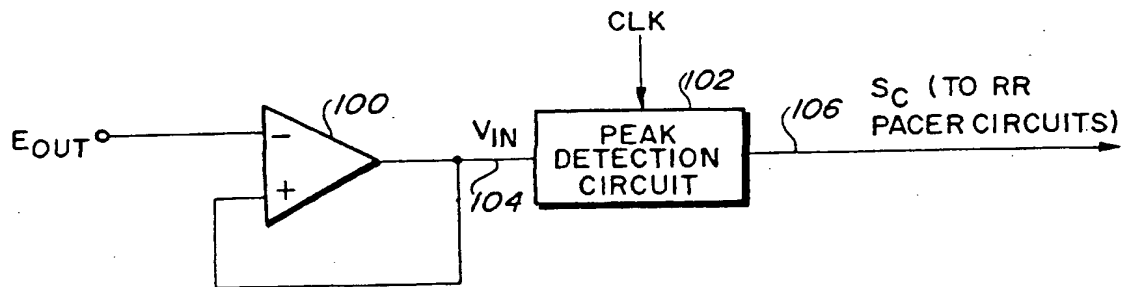 CLK
100
102
106
SC (TO RR
PACER CIRCUITS)
EOUT
−
+
VIN
104
PEAK
DETECTION
CIRCUIT